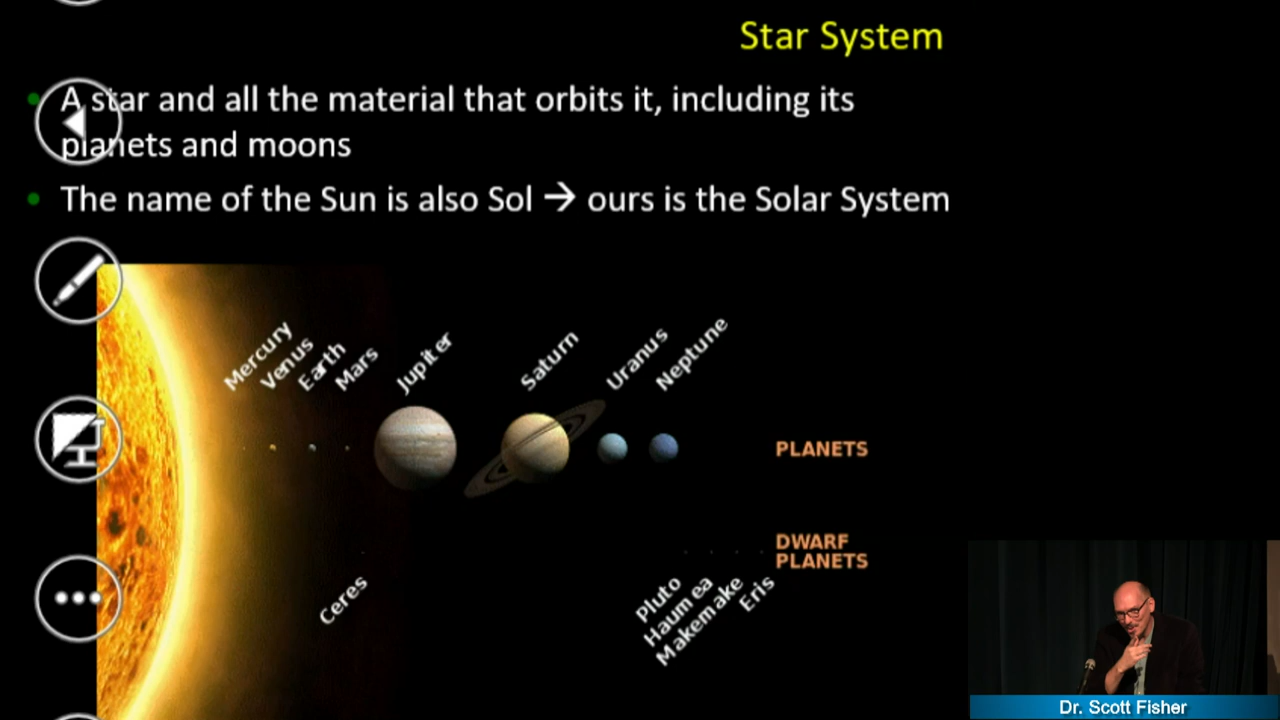 Star System
• A star and all the material that orbits it, including its
planets and moons
• The name of the Sun is also Sol → ours is the Solar System
Mercury
Venus
Earth
Mars
Jupiter
Saturn
Uranus
Neptune
PLANETS
DWARF
PLANETS
Ceres
Pluto
Haumea
Makemake
Eris
Dr. Scott Fisher